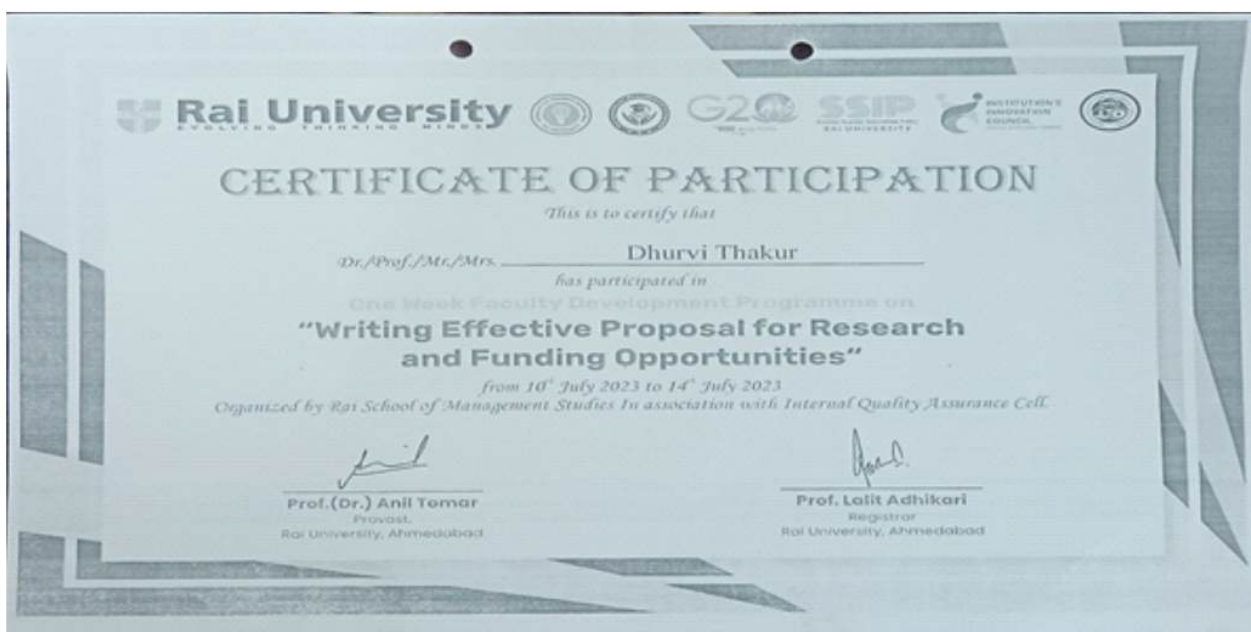 Rai University
EVOLVING THINKING MINDS
G20
SSIP
RAI UNIVERSITY
INSTITUTION'S
INNOVATION
COUNCIL
CERTIFICATE OF PARTICIPATION
This is to certify that
Dr./Prof./Mr./Mrs. Dhurvi Thakur
has participated in
One Week Faculty Development Programme on
"Writing Effective Proposal for Research
and Funding Opportunities"
from 10th July 2023 to 14th July 2023
Organized by Rai School of Management Studies In association with Internal Quality Assurance Cell.
Prof.(Dr.) Anil Tomar
Provost,
Rai University, Ahmedabad
Prof. Lalit Adhikari
Registrar
Rai University, Ahmedabad